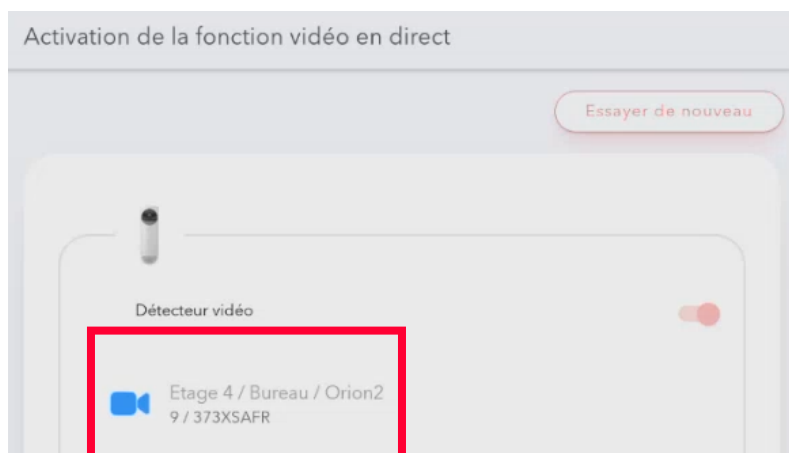 Activation de la fonction vidéo en direct
Essayer de nouveau
Détecteur vidéo
Etage 4 / Bureau / Orion2
9 / 373XSAFR